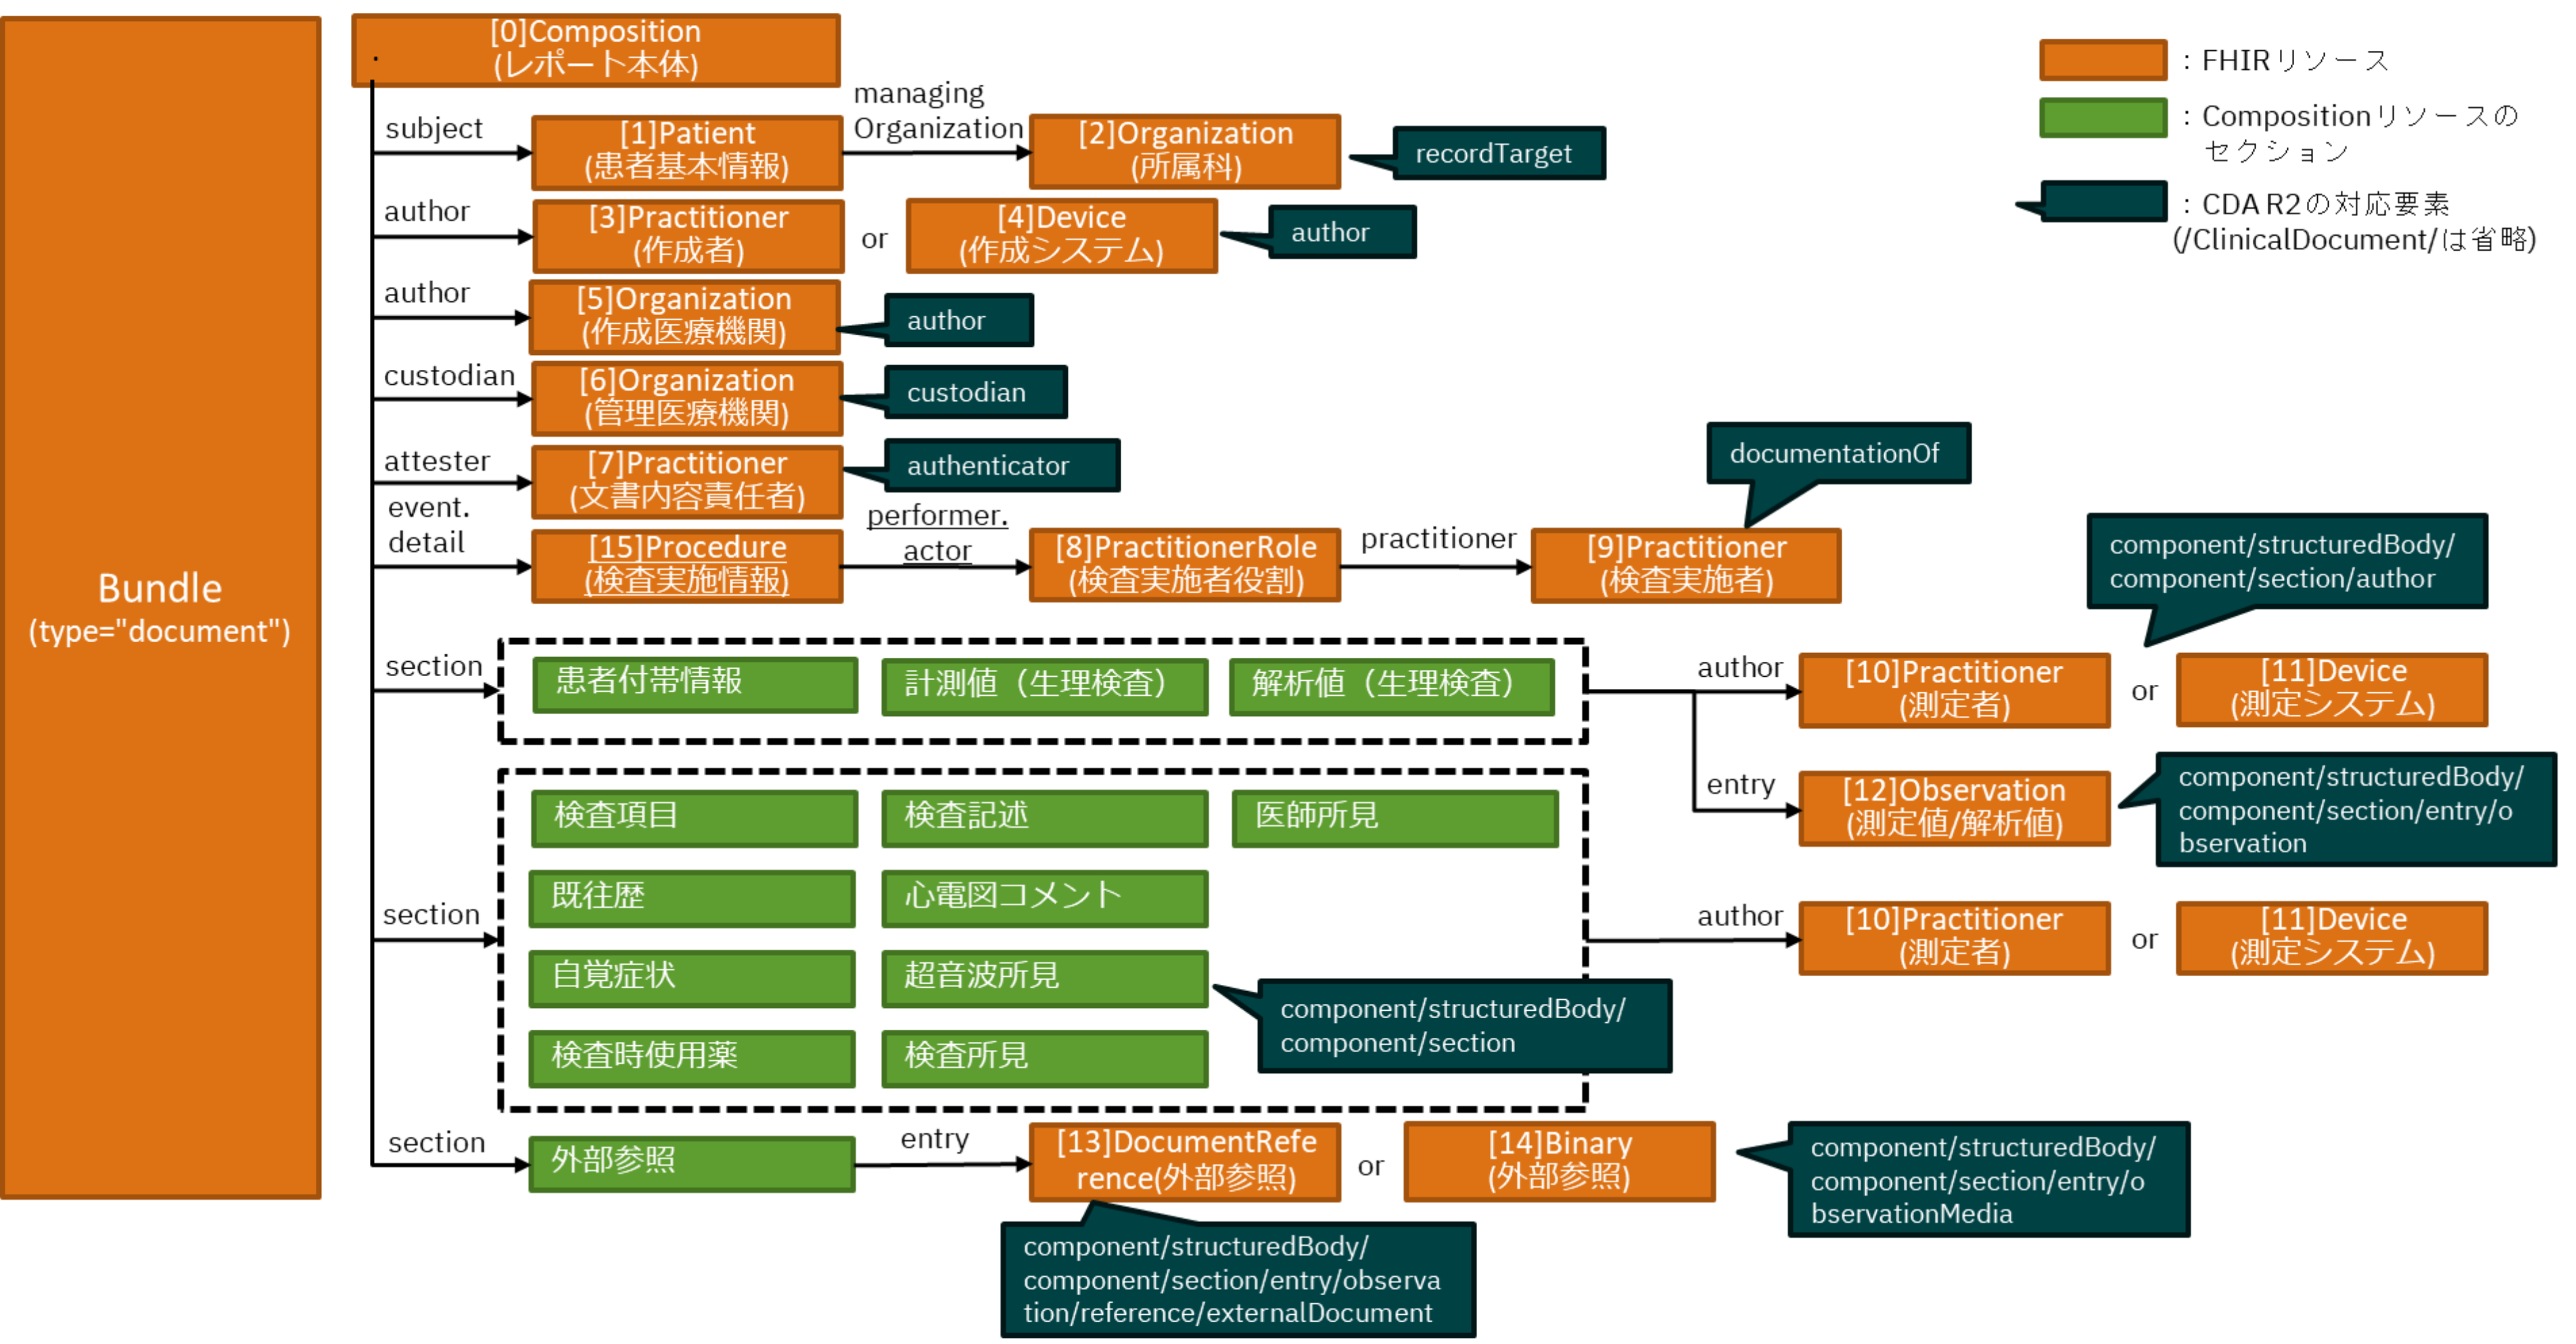 Bundle
(type="document")
[0]Composition
(レポート本体)
.
subject
[1]Patient
(患者基本情報)
managing
Organization
[2]Organization
(所属科)
recordTarget
author
[3]Practitioner
(作成者)
or
[4]Device
(作成システム)
author
author
[5]Organization
(作成医療機関)
author
custodian
[6]Organization
(管理医療機関)
custodian
attester
[7]Practitioner
(文書内容責任者)
authenticator
event.
detail
[15]Procedure
(検査実施情報)
performer.
actor
[8]PractitionerRole
(検査実施者役割)
practitioner
[9]Practitioner
(検査実施者)
documentationOf
section
患者付帯情報
計測値（生理検査）
解析値（生理検査）
author
[10]Practitioner
(測定者)
or
[11]Device
(測定システム)
component/structuredBody/
component/section/author
entry
[12]Observation
(測定値/解析値)
component/structuredBody/
component/section/entry/o
bservation
section
検査項目
検査記述
医師所見
既往歴
心電図コメント
自覚症状
超音波所見
検査時使用薬
検査所見
component/structuredBody/
component/section
author
[10]Practitioner
(測定者)
or
[11]Device
(測定システム)
section
外部参照
entry
[13]DocumentRefe
rence(外部参照)
or
[14]Binary
(外部参照)
component/structuredBody/
component/section/entry/o
bservationMedia
component/structuredBody/
component/section/entry/observa
tion/reference/externalDocument
：FHIRリソース
：Compositionリソースの
セクション
：CDA R2の対応要素
(/ClinicalDocument/は省略)